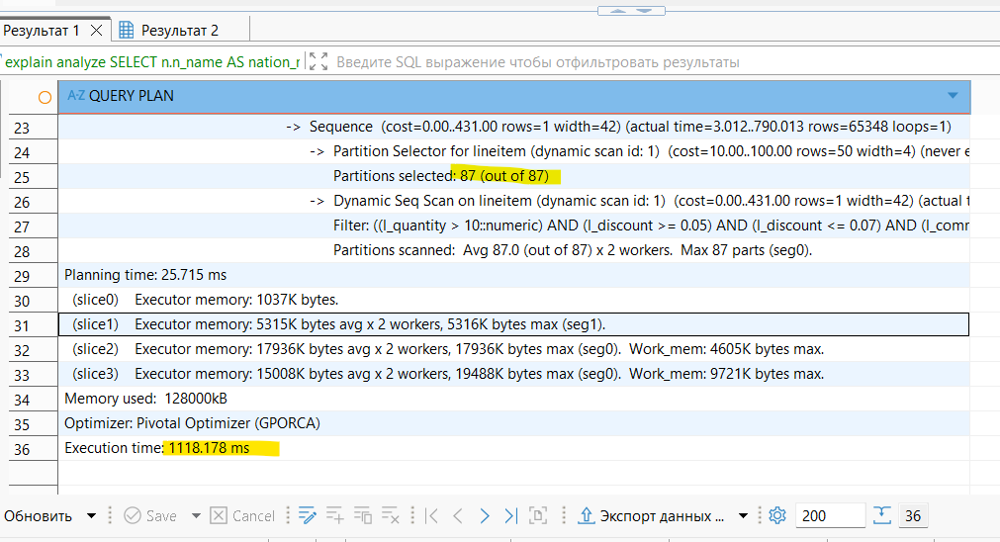 Результат 1 Результат 2
explain analyze SELECT n.n_name AS nation_r Введите SQL выражение чтобы отфильтровать результаты
A-Z QUERY PLAN
23 -> Sequence (cost=0.00..431.00 rows=1 width=42) (actual time=3.012..790.013 rows=65348 loops=1)
24 -> Partition Selector for lineitem (dynamic scan id: 1) (cost=10.00..100.00 rows=50 width=4) (never e
25 Partitions selected: 87 (out of 87)
26 -> Dynamic Seq Scan on lineitem (dynamic scan id: 1) (cost=0.00..431.00 rows=1 width=42) (actual t
27 Filter: ((l_quantity > 10::numeric) AND (l_discount >= 0.05) AND (l_discount <= 0.07) AND (l_comm
28 Partitions scanned: Avg 87.0 (out of 87) x 2 workers. Max 87 parts (seg0).
29 Planning time: 25.715 ms
30 (slice0) Executor memory: 1037K bytes.
31 (slice1) Executor memory: 5315K bytes avg x 2 workers, 5316K bytes max (seg1).
32 (slice2) Executor memory: 17936K bytes avg x 2 workers, 17936K bytes max (seg0). Work_mem: 4605K bytes max.
33 (slice3) Executor memory: 15008K bytes avg x 2 workers, 19488K bytes max (seg0). Work_mem: 9721K bytes max.
34 Memory used: 128000kB
35 Optimizer: Pivotal Optimizer (GPORCA)
36 Execution time: 1118.178 ms
Обновить Save Cancel Экспорт данных ... 200 36